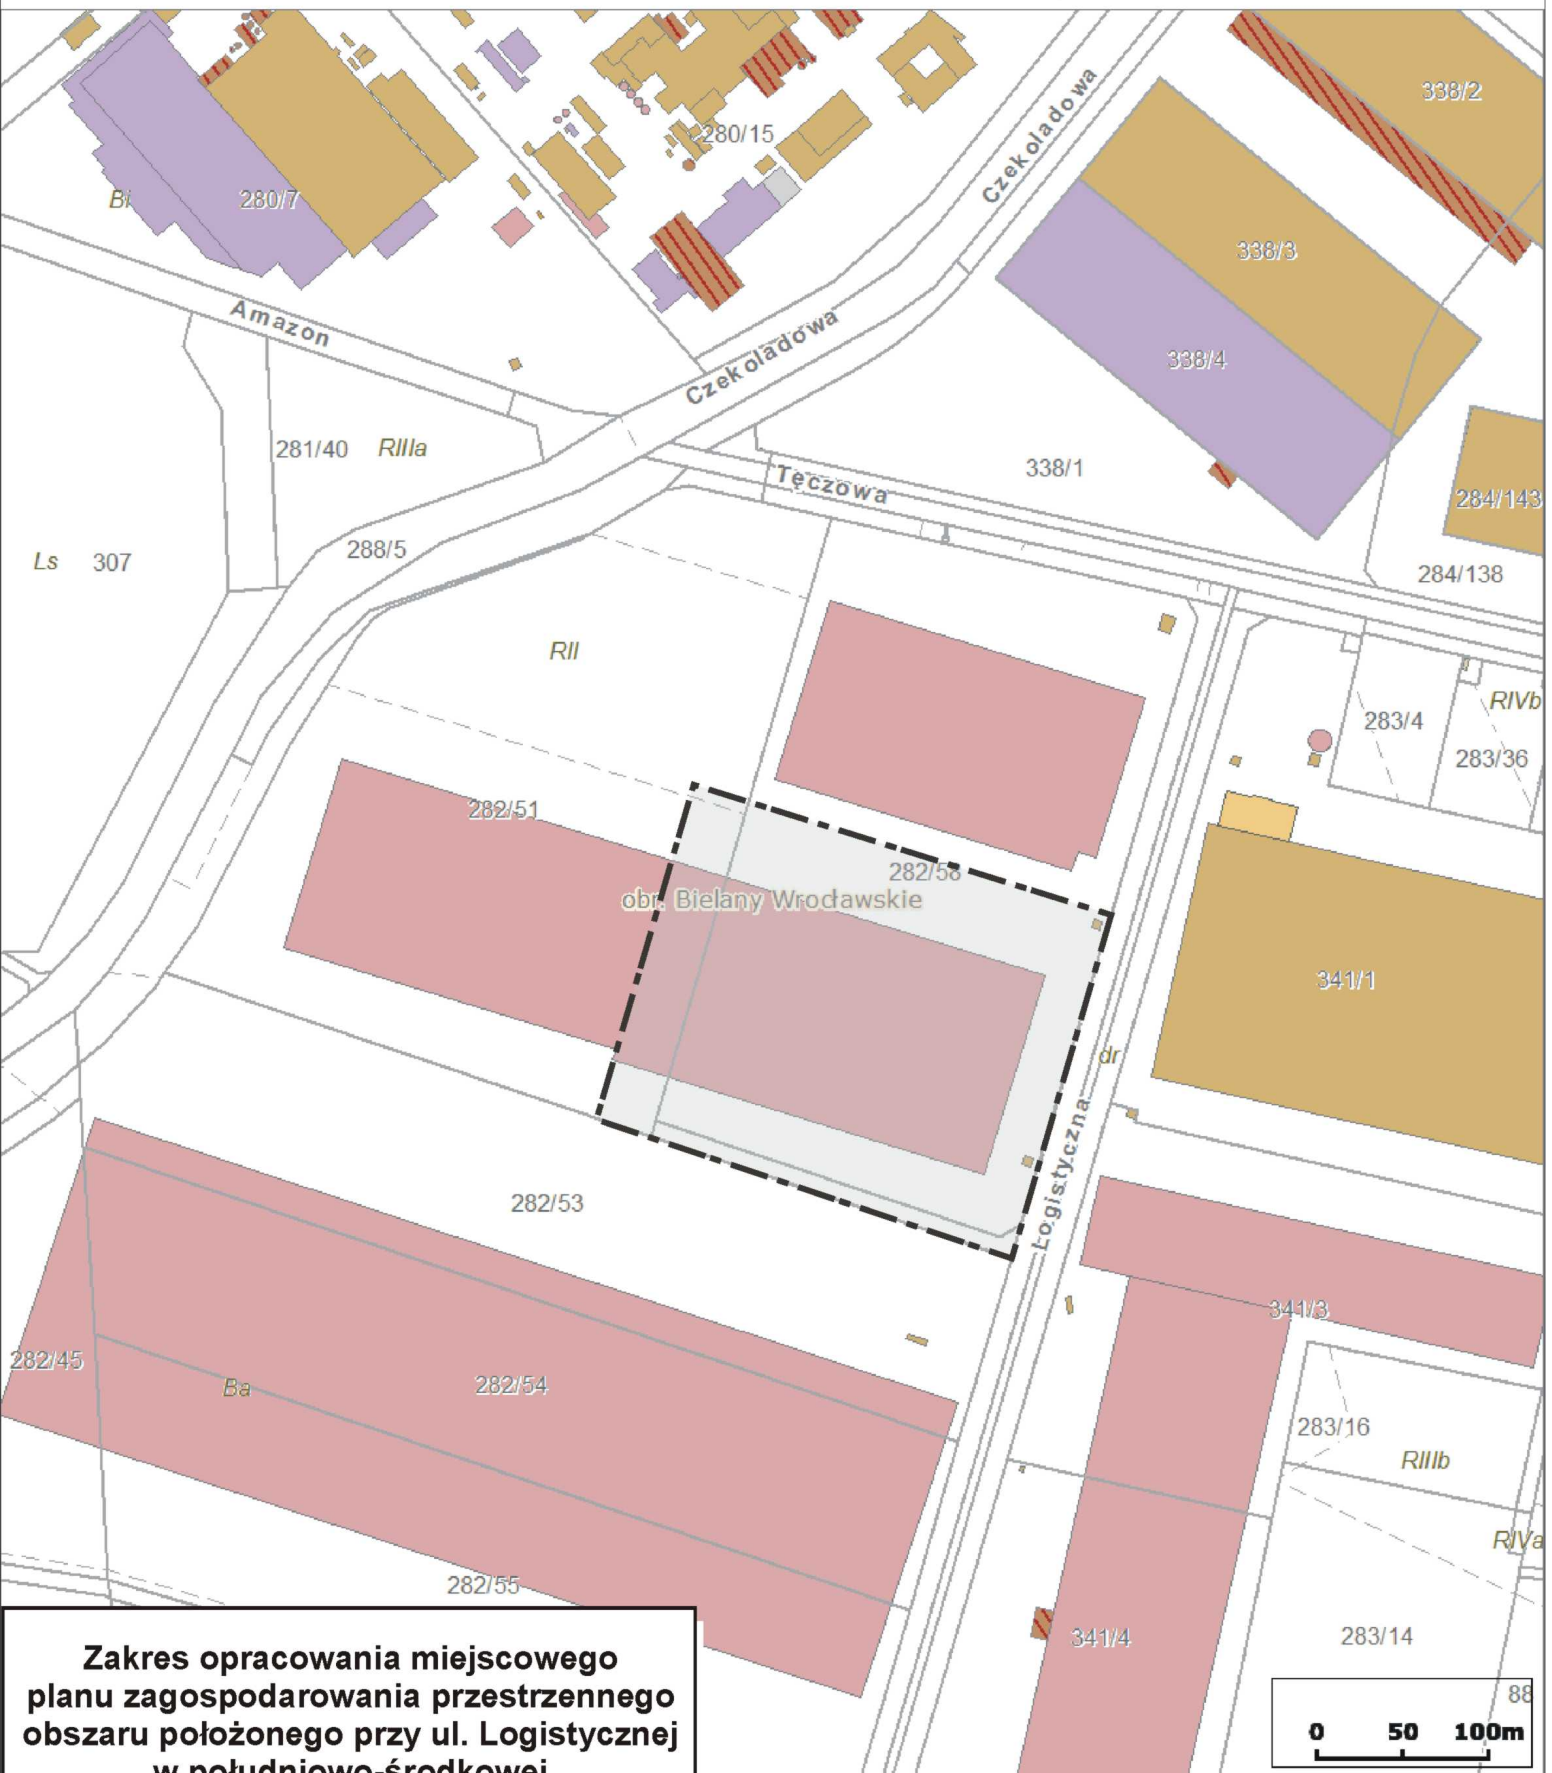 338/2
Czekoladowa
280/15
Bi
280/7
338/3
Amazon
Czekoladowa
338/4
281/40
RIIIa
338/1
Tęczowa
284/143
Ls
307
288/5
284/138
RII
RIVb
283/4
283/36
282/51
282/58
obr. Bielany Wrocławskie
341/1
dr
Logistyczna
282/53
341/3
282/45
Ba
282/54
283/16
RIIIb
RIVa
282/55
341/4
283/14
88
Zakres opracowania miejscowego
planu zagospodarowania przestrzennego
obszaru położonego przy ul. Logistycznej
w południowo-środkowej
0 50 100m